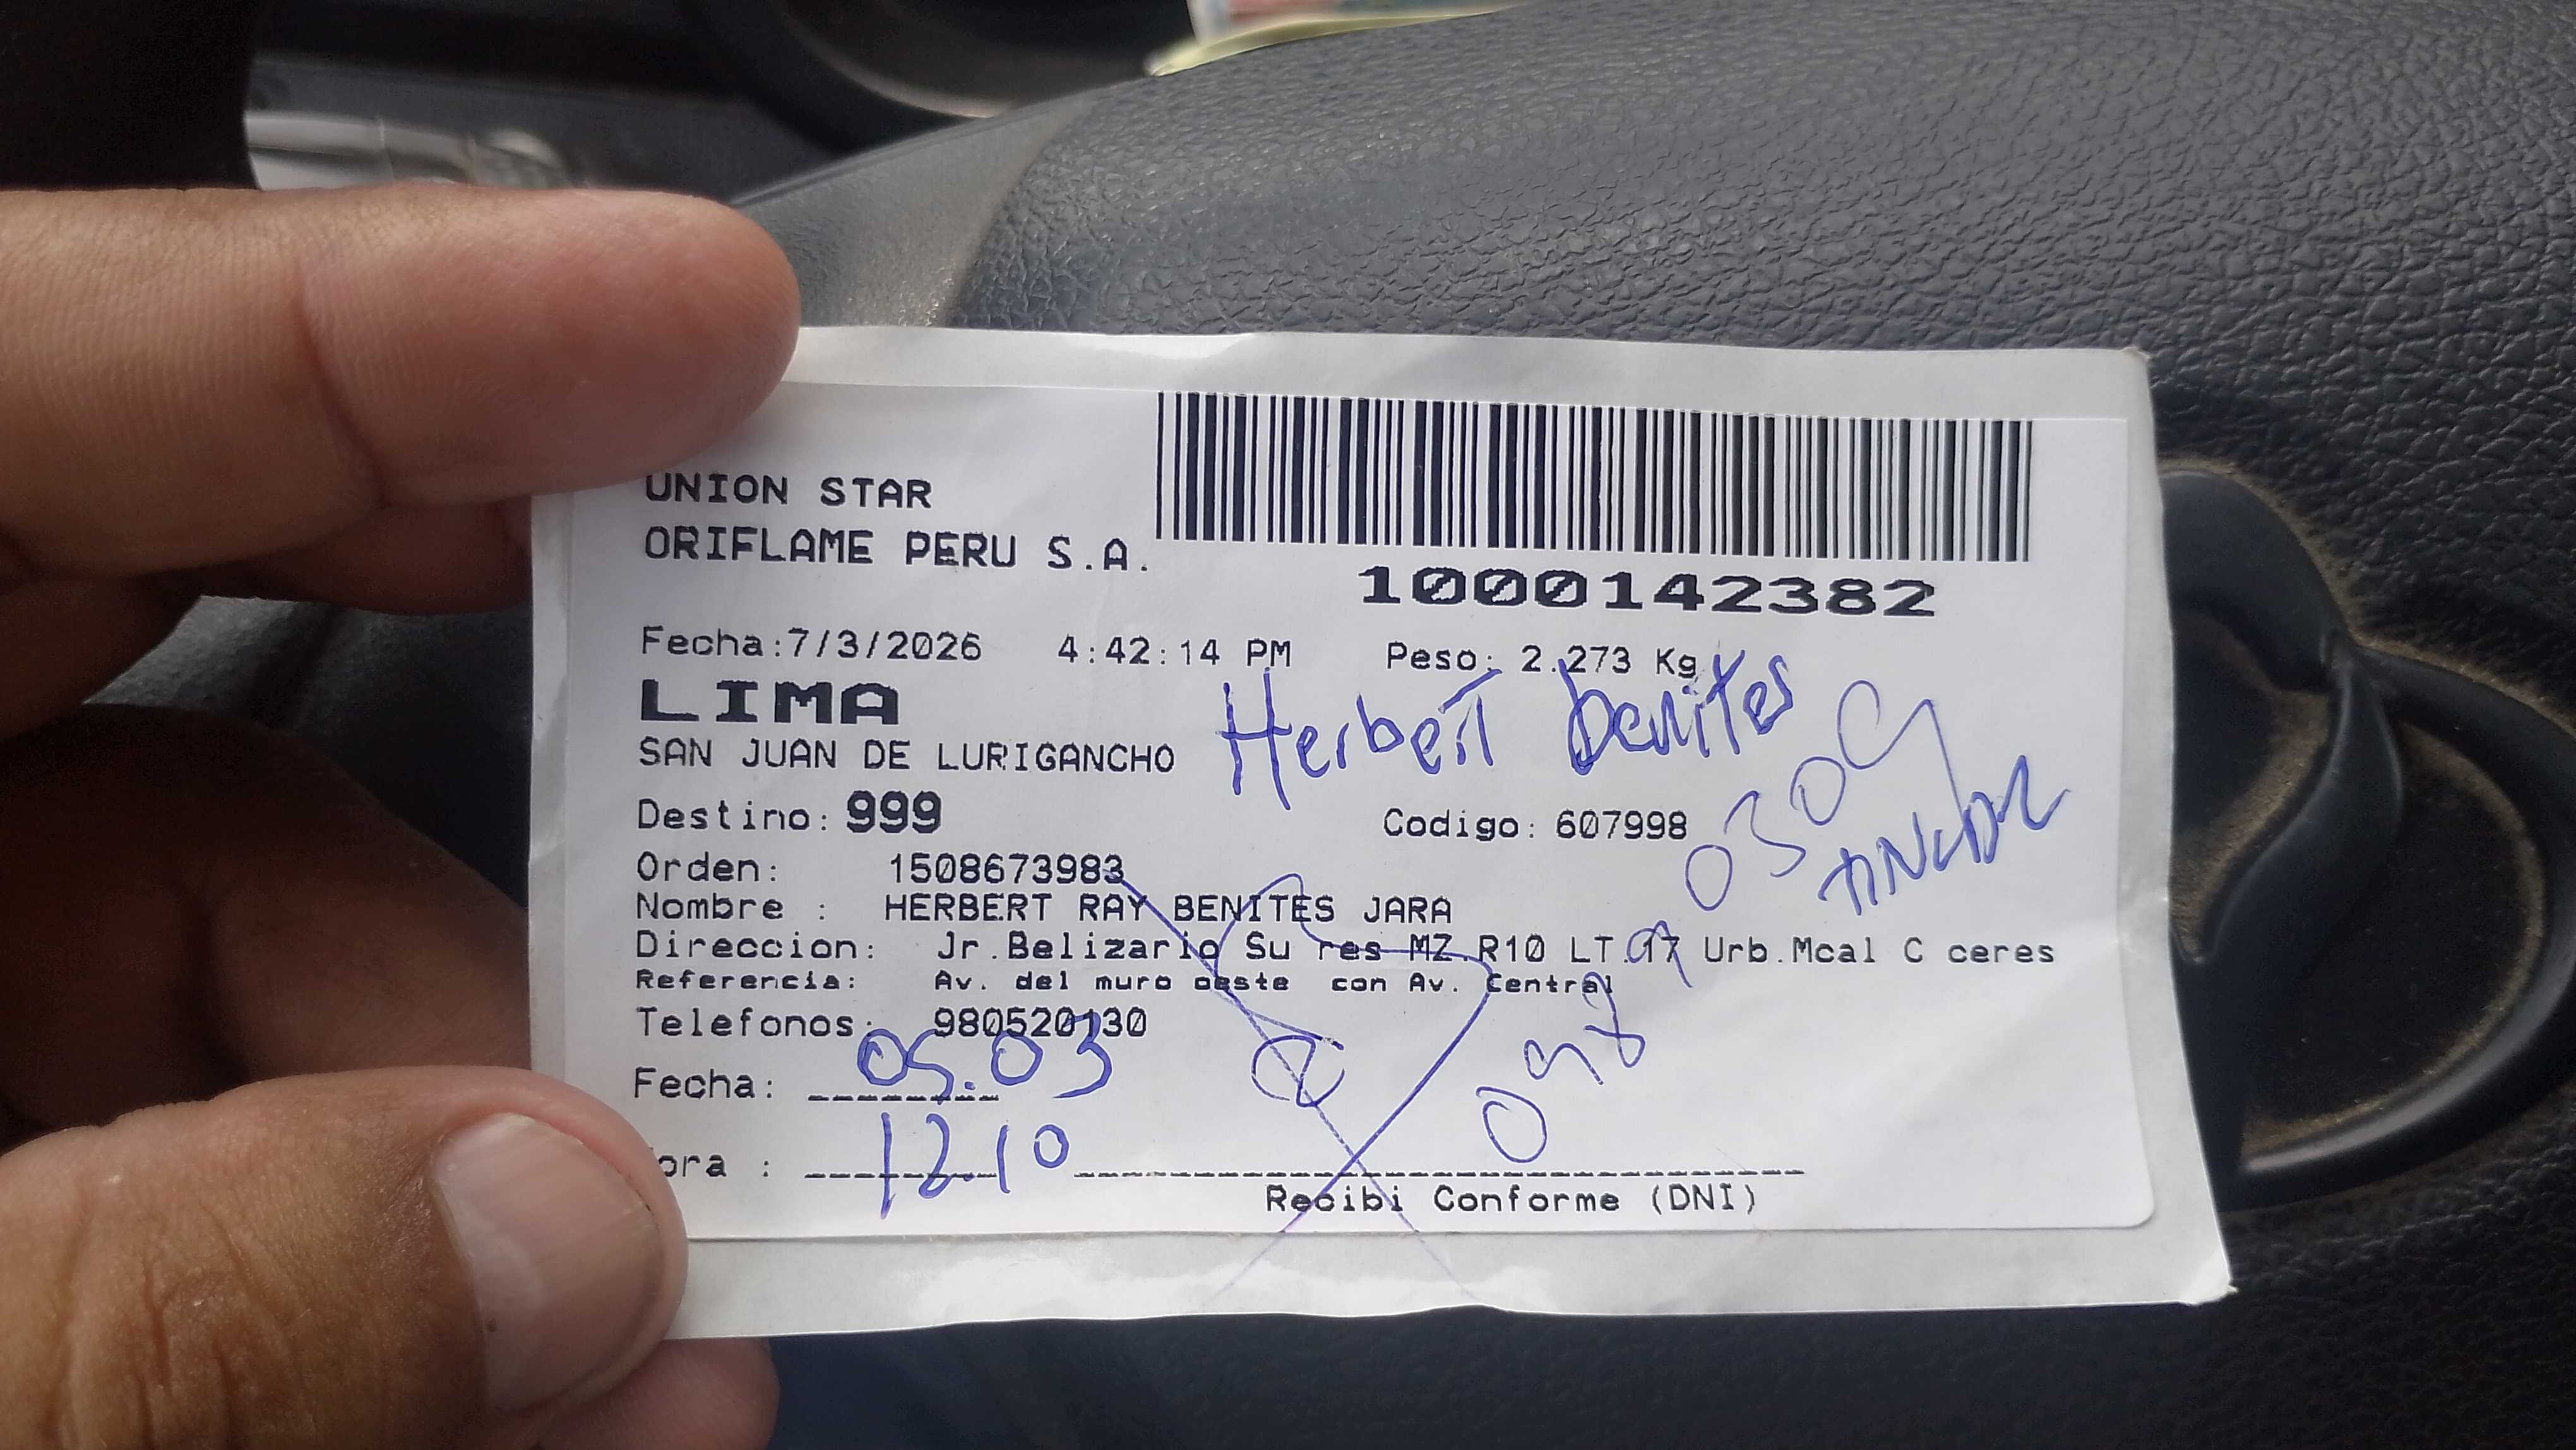 UNION STAR
ORIFLAME PERU S.A.
1000142382
Fecha:7/3/2026 4:42:14 PM Peso: 2.273 Kg
LIMA
SAN JUAN DE LURIGANCHO
Herbert Benites
Destino: 999 Codigo: 607998
Orden: 1508673983
Nombre : HERBERT RAY BENITES JARA
Direccion: Jr.Belizario Su res MZ.R10 LT.97 Urb.Mcal C ceres
Referencia: Av. del muro oeste con Av. Central
Telefonos: 980520130
Fecha: 05.03
ora : 12.10
Recibi Conforme (DNI)